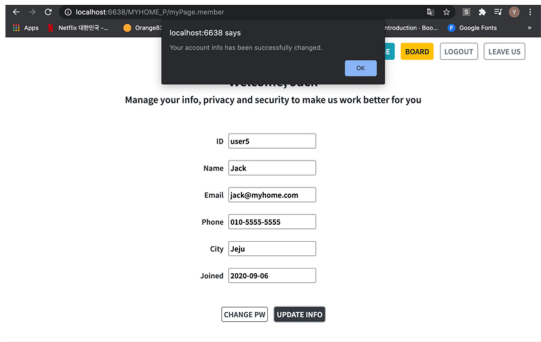 localhost:6638/MYHOME_P/myPage.member
Apps
Netflix 대한민국 -...
Orange8:
ntroduction - Boo...
Google Fonts
»
localhost:6638 says
Your account info has been successfully changed.
OK
E
BOARD
LOGOUT
LEAVE US
Welcome, Jack
Manage your info, privacy and security to make us work better for you
ID user5
Name Jack
Email jack@myhome.com
Phone 010-5555-5555
City Jeju
Joined 2020-09-06
CHANGE PW UPDATE INFO